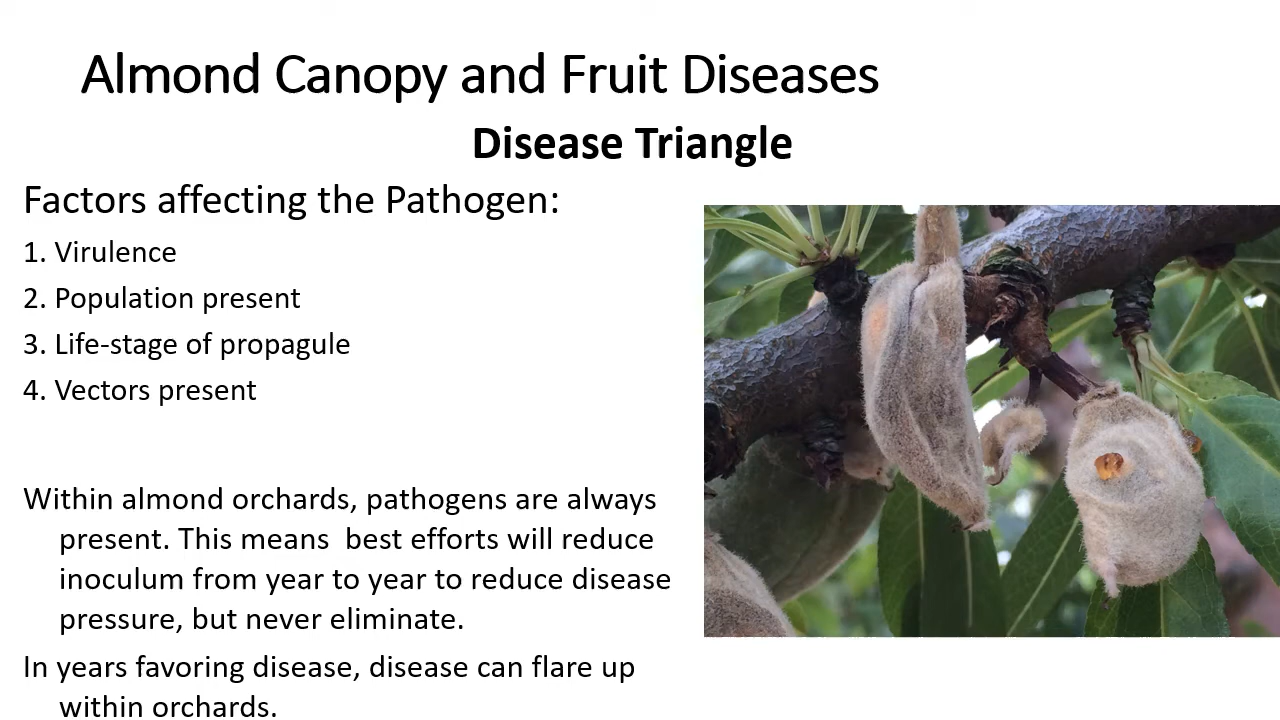 Almond Canopy and Fruit Diseases
Disease Triangle
Factors affecting the Pathogen:
1. Virulence
2. Population present
3. Life-stage of propagule
4. Vectors present
Within almond orchards, pathogens are always
present. This means  best efforts will reduce
inoculum from year to year to reduce disease
pressure, but never eliminate.
In years favoring disease, disease can flare up
within orchards.